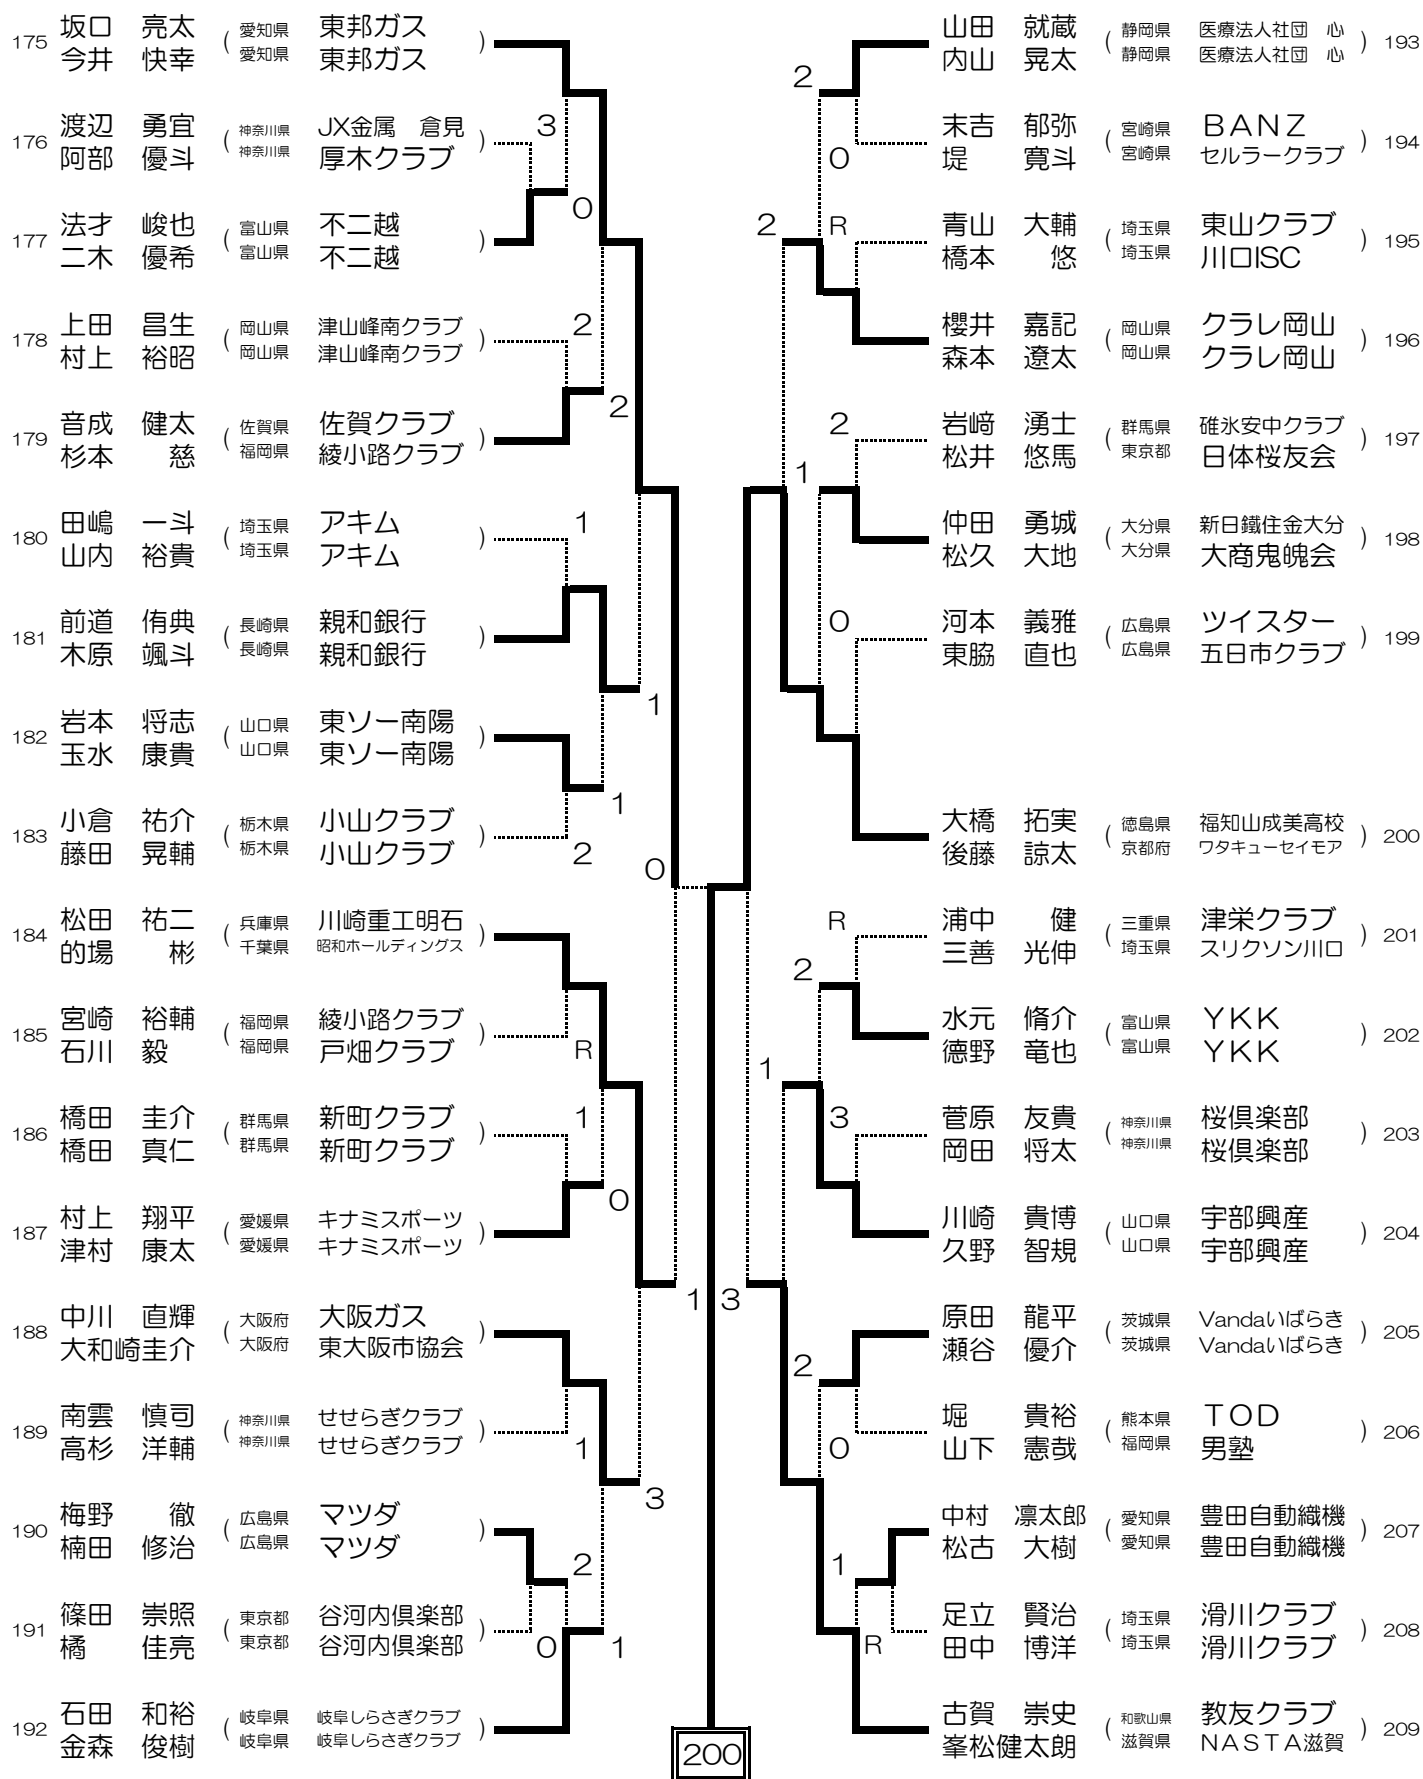 175 坂口 亮太 ( 愛知県 東邦ガス )
今井 快幸 愛知県 東邦ガス
3
176 渡辺 勇宜 ( 神奈川県 JX金属 倉見 )
阿部 優斗 神奈川県 厚木クラブ
0
177 法才 峻也 ( 富山県 不二越 )
二木 優希 富山県 不二越
178 上田 昌生 ( 岡山県 津山峰南クラブ )
村上 裕昭 岡山県 津山峰南クラブ
2
2
179 音成 健太 ( 佐賀県 佐賀クラブ )
杉本 慈 福岡県 綾小路クラブ
180 田嶋 一斗 ( 埼玉県 アキム )
山内 裕貴 埼玉県 アキム
1
181 前道 侑典 ( 長崎県 親和銀行 )
木原 颯斗 長崎県 親和銀行
1
182 岩本 将志 ( 山口県 東ソー南陽 )
玉水 康貴 山口県 東ソー南陽
1
183 小倉 祐介 ( 栃木県 小山クラブ )
藤田 晃輔 栃木県 小山クラブ
2
0
184 松田 祐二 ( 兵庫県 川崎重工明石 )
的場 彬 千葉県 昭和ホールディングス
185 宮崎 裕輔 ( 福岡県 綾小路クラブ )
石川 毅 福岡県 戸畑クラブ
R
186 橋田 圭介 ( 群馬県 新町クラブ )
橋田 真仁 群馬県 新町クラブ
1
0
187 村上 翔平 ( 愛媛県 キナミスポーツ )
津村 康太 愛媛県 キナミスポーツ
1
188 中川 直輝 ( 大阪府 大阪ガス )
大和崎圭介 大阪府 東大阪市協会
189 南雲 慎司 ( 神奈川県 せせらぎクラブ )
高杉 洋輔 神奈川県 せせらぎクラブ
1
3
190 梅野 徹 ( 広島県 マツダ )
楠田 修治 広島県 マツダ
2
191 篠田 崇照 ( 東京都 谷河内倶楽部 )
橘 佳亮 東京都 谷河内倶楽部
0
1
192 石田 和裕 ( 岐阜県 岐阜しらさぎクラブ )
金森 俊樹 岐阜県 岐阜しらさぎクラブ
200
山田 就蔵 ( 静岡県 医療法人社団 心 ) 193
内山 晃太 静岡県 医療法人社団 心
2
末吉 郁弥 ( 宮崎県 BANZ ) 194
堤 寛斗 宮崎県 セルラークラブ
0
2
R
青山 大輔 ( 埼玉県 東山クラブ ) 195
橋本 悠 埼玉県 川口ISC
櫻井 嘉記 ( 岡山県 クラレ岡山 ) 196
森本 遼太 岡山県 クラレ岡山
2
岩﨑 湧士 ( 群馬県 碓氷安中クラブ ) 197
松井 悠馬 東京都 日体桜友会
1
仲田 勇城 ( 大分県 新日鐵住金大分 ) 198
松久 大地 大分県 大商鬼魄会
0
河本 義雅 ( 広島県 ツイスター ) 199
東脇 直也 広島県 五日市クラブ
大橋 拓実 ( 徳島県 福知山成美高校 ) 200
後藤 諒太 京都府 ワタキューセイモア
R
浦中 健 ( 三重県 津栄クラブ ) 201
三善 光伸 埼玉県 スリクソン川口
2
水元 脩介 ( 富山県 YKK ) 202
德野 竜也 富山県 YKK
1
3
菅原 友貴 ( 神奈川県 桜倶楽部 ) 203
岡田 将太 神奈川県 桜倶楽部
川崎 貴博 ( 山口県 宇部興産 ) 204
久野 智規 山口県 宇部興産
3
原田 龍平 ( 茨城県 Vandaいばらき ) 205
瀬谷 優介 茨城県 Vandaいばらき
2
堀 貴裕 ( 熊本県 TOD ) 206
山下 憲哉 福岡県 男塾
0
中村 凛太郎 ( 愛知県 豊田自動織機 ) 207
松古 大樹 愛知県 豊田自動織機
1
足立 賢治 ( 埼玉県 滑川クラブ ) 208
田中 博洋 埼玉県 滑川クラブ
R
古賀 崇史 ( 和歌山県 教友クラブ ) 209
峯松健太朗 滋賀県 NASTA滋賀